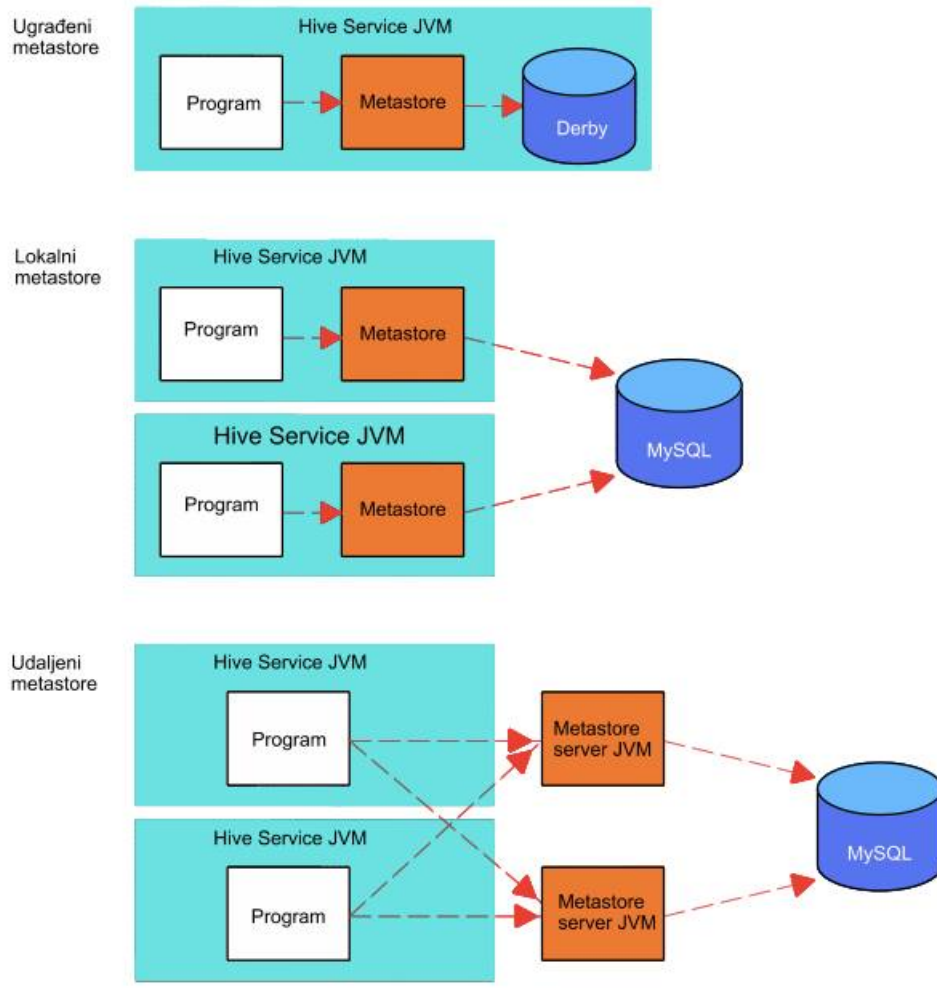 Ugrađeni
metastore
Hive Service JVM
Program
Metastore
Derby
Lokalni
metastore
Hive Service JVM
Program
Metastore
Hive Service JVM
Program
Metastore
MySQL
Udaljeni
metastore
Hive Service JVM
Program
Metastore
server JVM
Hive Service JVM
Program
Metastore
server JVM
MySQL